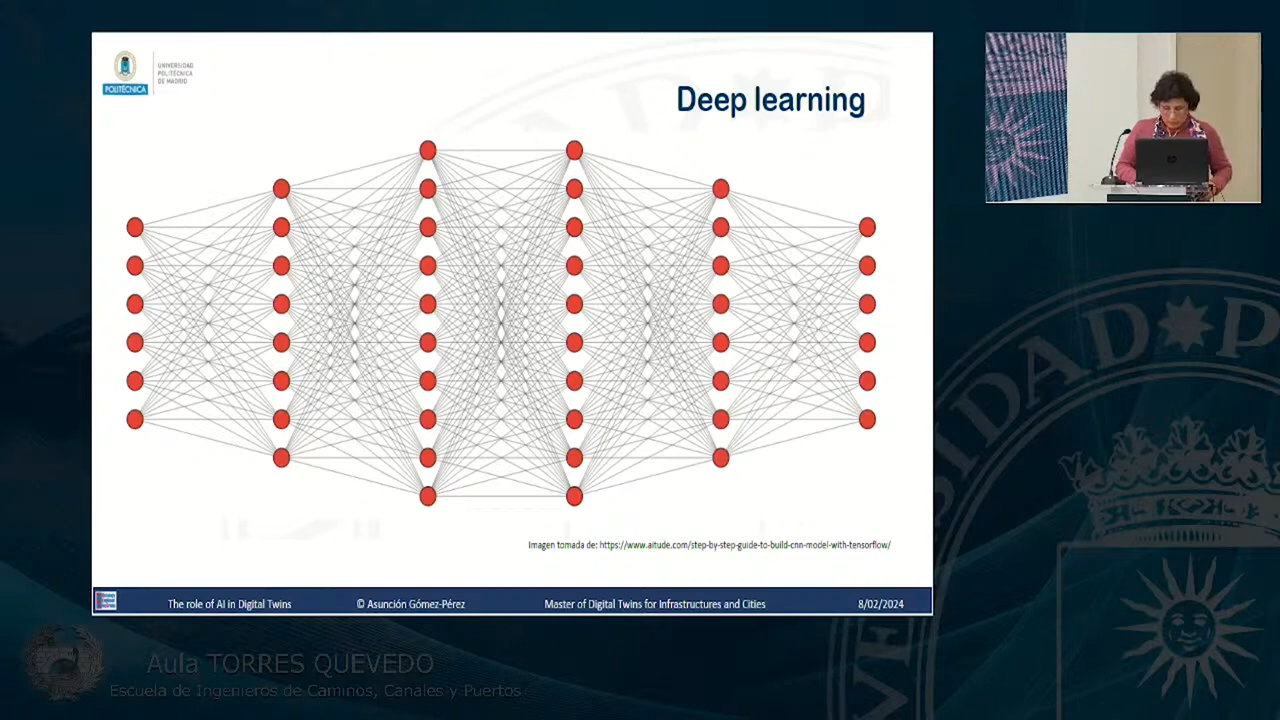 UNIVERSIDAD
POLITÉCNICA
DE MADRID
POLITÉCNICA
Deep learning
Imagen tomada de: https://www.aitude.com/step-by-step-guide-to-build-cnn-model-with-tensorflow/
The role of AI in Digital Twins
© Asunción Gómez-Pérez
Master of Digital Twins for Infrastructures and Cities
8/02/2024
SIDAD P
VE
Aula TORRES QUEVEDO
Escuela de Ingenieros de Caminos, Canales y Puertos